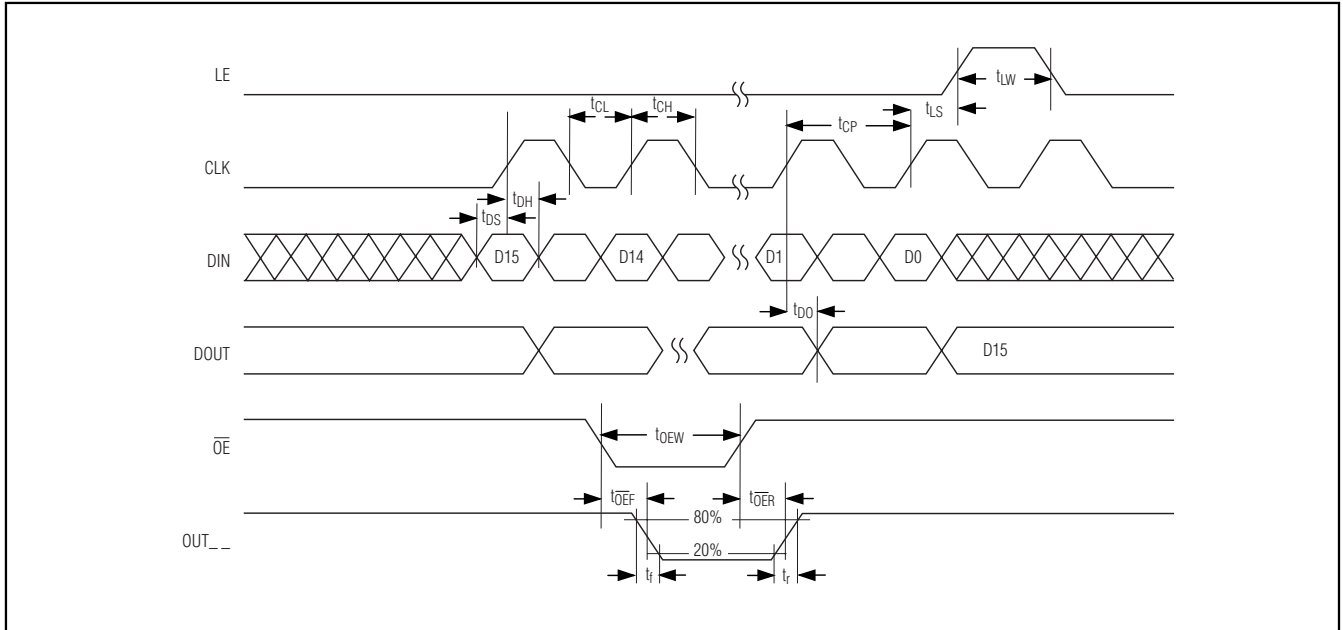 LE
tLW
tCL
tCH
tLS
tCP
CLK
tDH
tDS
DIN
D15
D14
D1
D0
tDO
DOUT
D15
OE
tOEW
tOEF
tOER
80%
OUT_ _
20%
tf
tr